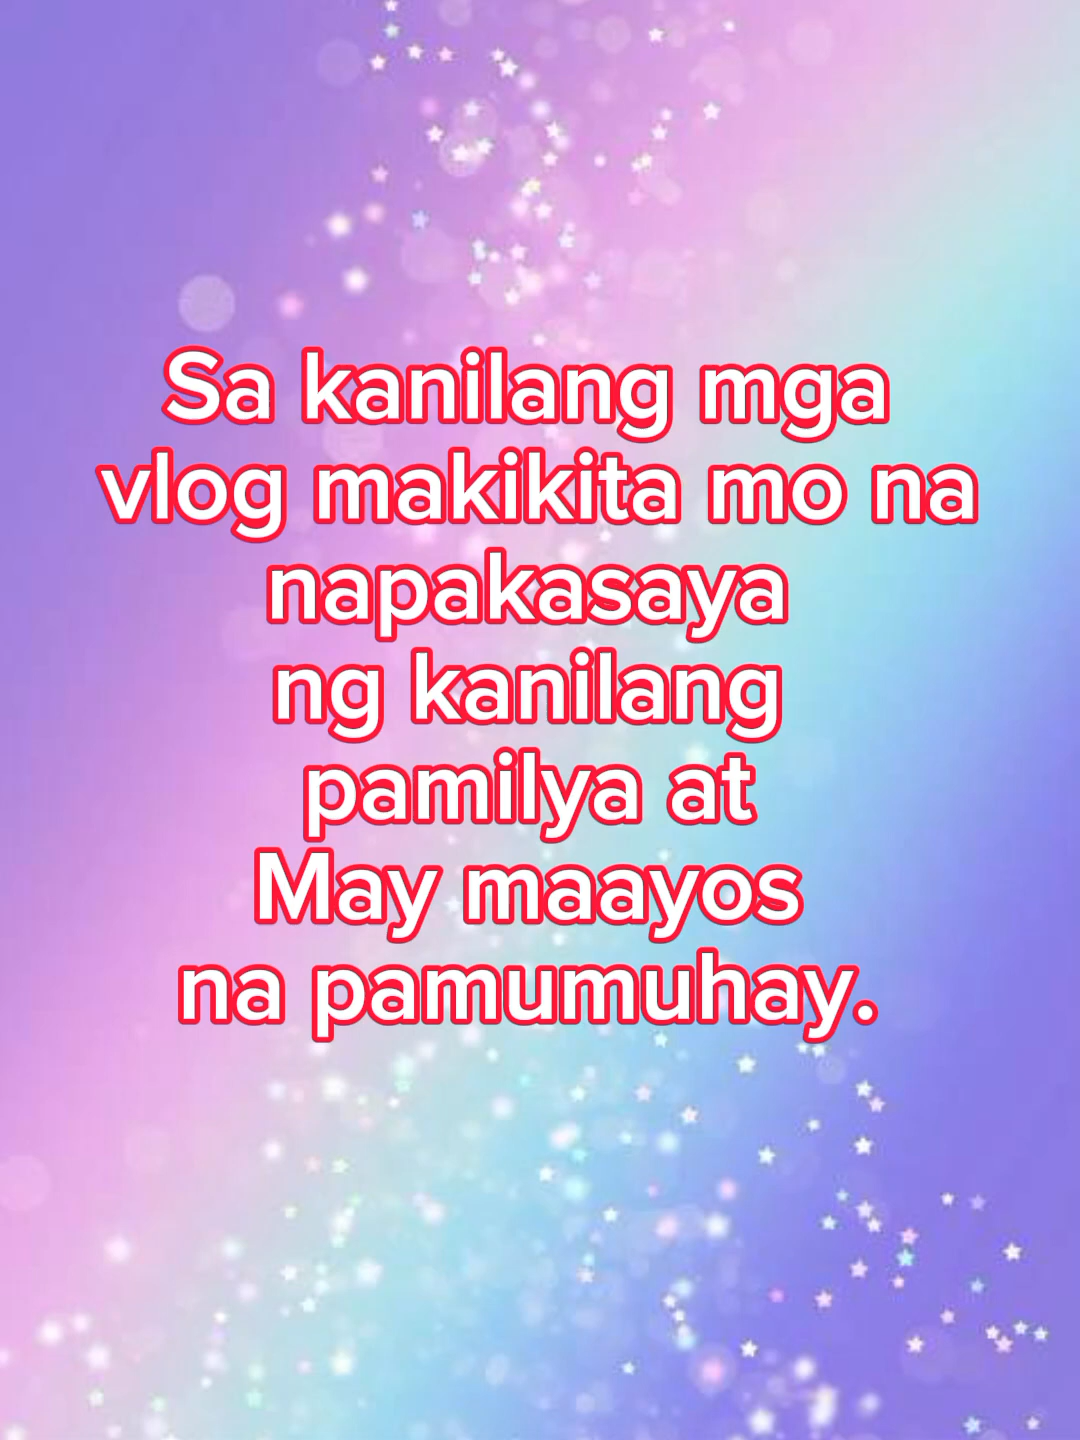 Sa kanilang mga
vlog makikita mo na
napakasaya
ng kanilang
pamilya at
May maayos
na pamumuhay.